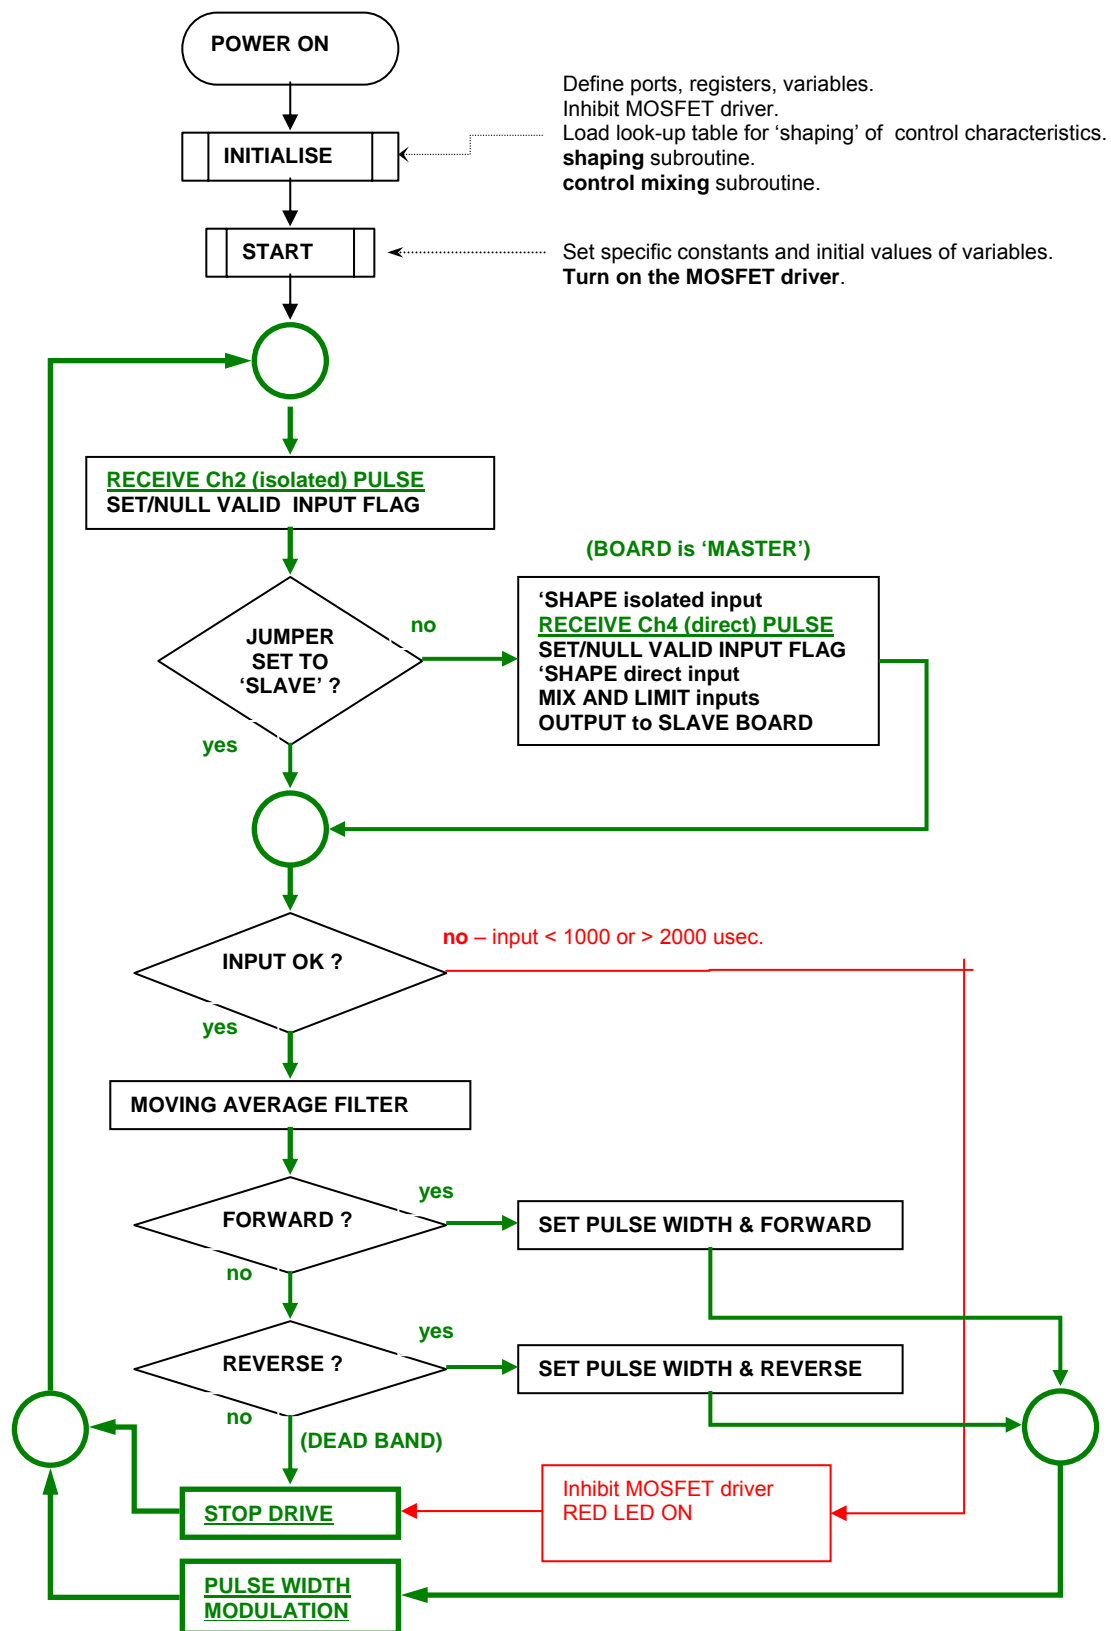 POWER ON
Define ports, registers, variables.
Inhibit MOSFET driver.
Load look-up table for ‘shaping’ of control characteristics.
shaping subroutine.
control mixing subroutine.
INITIALISE
START
Set specific constants and initial values of variables.
Turn on the MOSFET driver.
RECEIVE Ch2 (isolated) PULSE
SET/NULL VALID INPUT FLAG
(BOARD is ‘MASTER’)
JUMPER
SET TO
‘SLAVE’ ?
no
yes
‘SHAPE isolated input
RECEIVE Ch4 (direct) PULSE
SET/NULL VALID INPUT FLAG
‘SHAPE direct input
MIX AND LIMIT inputs
OUTPUT to SLAVE BOARD
INPUT OK ?
no – input < 1000 or > 2000 usec.
yes
MOVING AVERAGE FILTER
FORWARD ?
yes
no
SET PULSE WIDTH & FORWARD
REVERSE ?
yes
no
SET PULSE WIDTH & REVERSE
(DEAD BAND)
STOP DRIVE
Inhibit MOSFET driver
RED LED ON
PULSE WIDTH
MODULATION